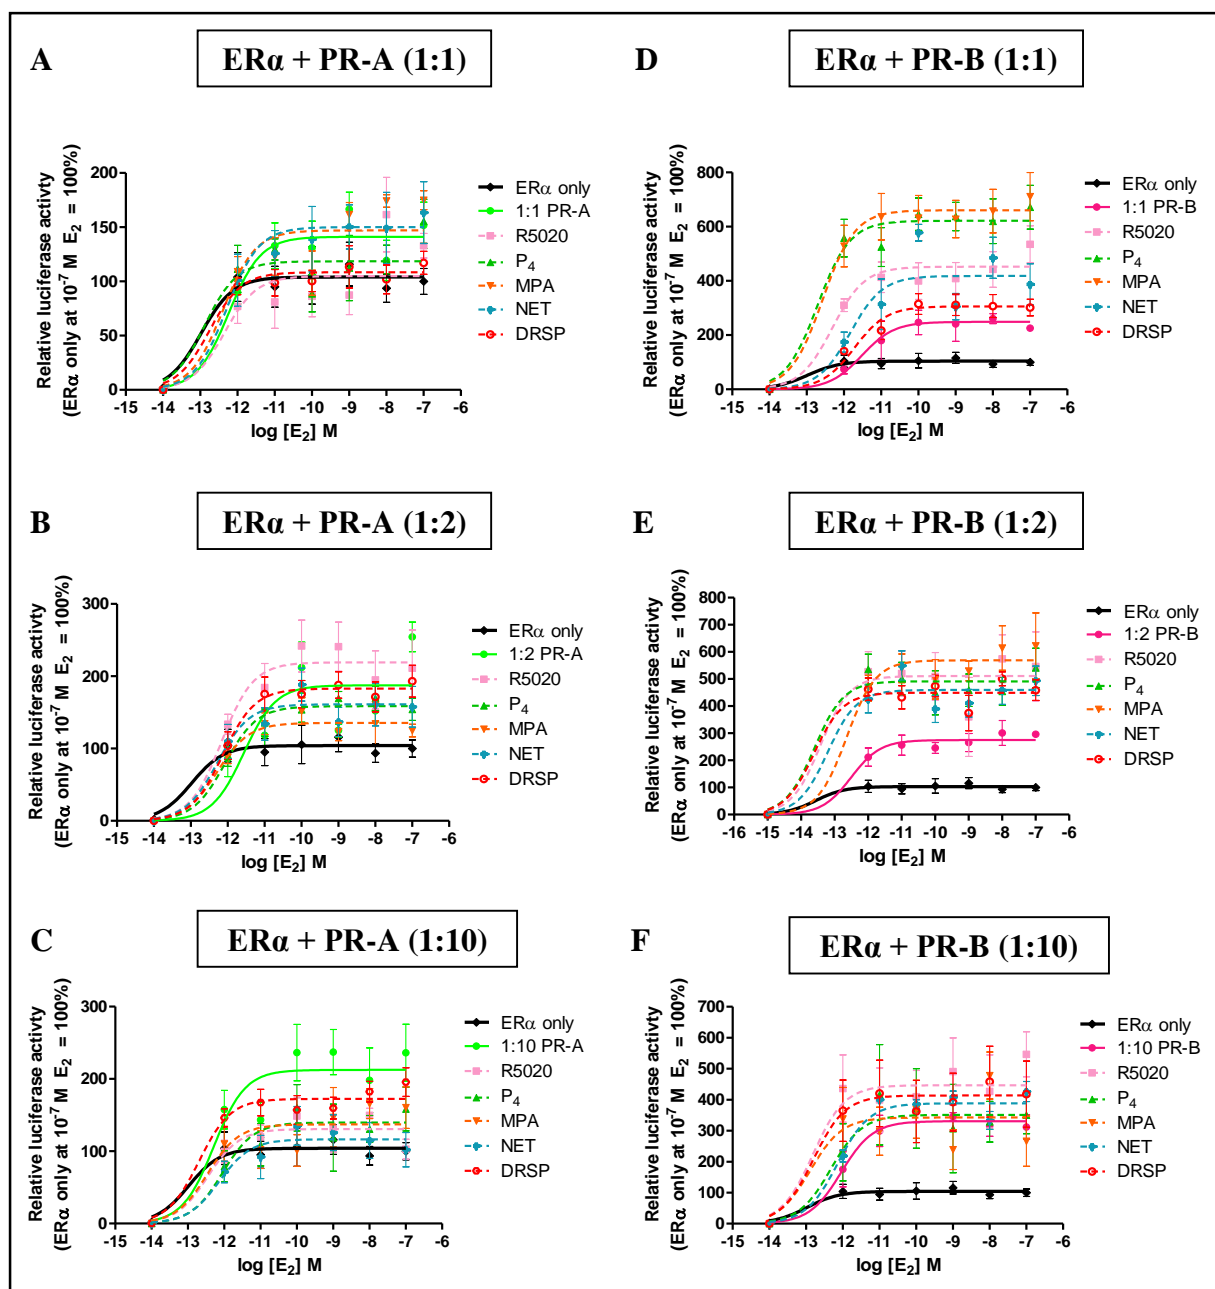 A
ERα + PR-A (1:1)
Relative luciferase activty
(ERα only at 10⁻⁷ M E₂ = 100%)
200
150
100
50
0
-15 -14 -13 -12 -11 -10 -9 -8 -7 -6
log [E₂] M
ERα only
1:1 PR-A
R5020
P₄
MPA
NET
DRSP
D
ERα + PR-B (1:1)
Relative luciferase activty
(ERα only at 10⁻⁷ M E₂ = 100%)
800
600
400
200
0
-15 -14 -13 -12 -11 -10 -9 -8 -7 -6
log [E₂] M
ERα only
1:1 PR-B
R5020
P₄
MPA
NET
DRSP
B
ERα + PR-A (1:2)
Relative luciferase activty
(ERα only at 10⁻⁷ M E₂ = 100%)
300
200
100
0
-15 -14 -13 -12 -11 -10 -9 -8 -7 -6
log [E₂] M
ERα only
1:2 PR-A
R5020
P₄
MPA
NET
DRSP
E
ERα + PR-B (1:2)
Relative luciferase activty
(ERα only at 10⁻⁷ M E₂ = 100%)
800
700
600
500
400
300
200
100
0
-16 -15 -14 -13 -12 -11 -10 -9 -8 -7 -6
log [E₂] M
ERα only
1:2 PR-B
R5020
P₄
MPA
NET
DRSP
C
ERα + PR-A (1:10)
Relative luciferase activty
(ERα only at 10⁻⁷ M E₂ = 100%)
300
200
100
0
-15 -14 -13 -12 -11 -10 -9 -8 -7 -6
log [E₂] M
ERα only
1:10 PR-A
R5020
P₄
MPA
NET
DRSP
F
ERα + PR-B (1:10)
Relative luciferase activty
(ERα only at 10⁻⁷ M E₂ = 100%)
700
600
500
400
300
200
100
0
-15 -14 -13 -12 -11 -10 -9 -8 -7 -6
log [E₂] M
ERα only
1:10 PR-B
R5020
P₄
MPA
NET
DRSP